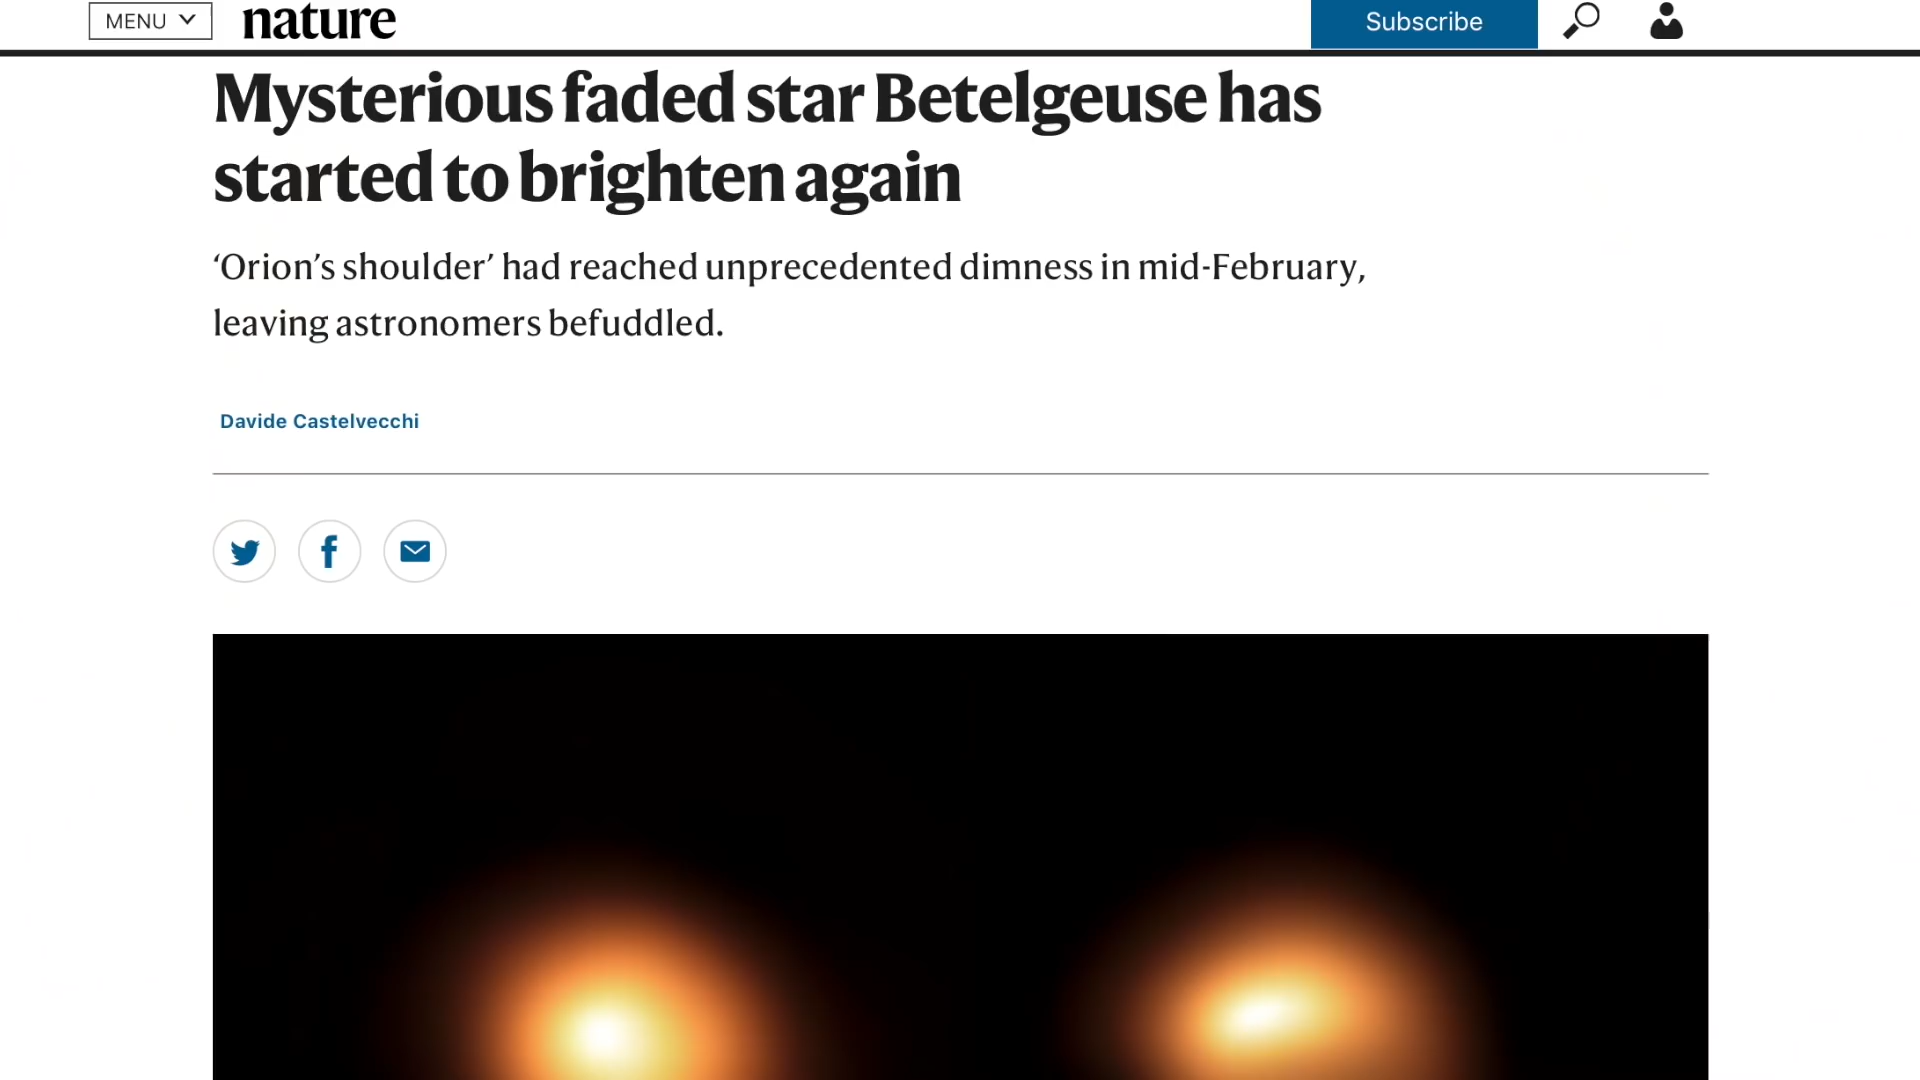 MENU
nature
Subscribe
Mysterious faded star Betelgeuse has
started to brighten again
‘Orion’s shoulder’ had reached unprecedented dimness in mid-February,
leaving astronomers befuddled.
Davide Castelvecchi